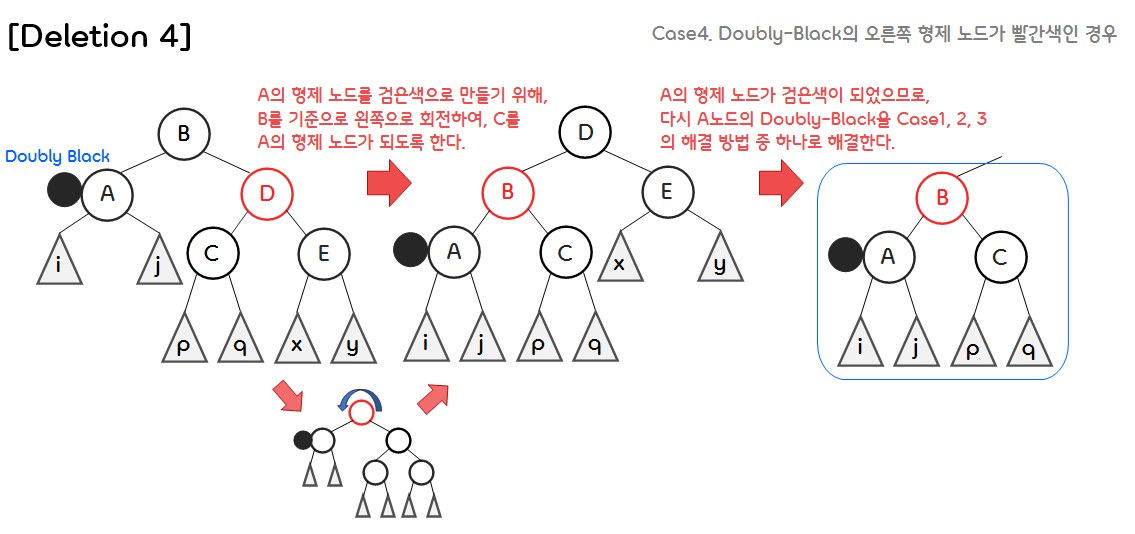 [Deletion 4]
Case4. Doubly-Black의 오른쪽 형제 노드가 빨간색인 경우
A의 형제 노드를 검은색으로 만들기 위해,
B를 기준으로 왼쪽으로 회전하여, C를
A의 형제 노드가 되도록 한다.
A의 형제 노드가 검은색이 되었으므로,
다시 A노드의 Doubly-Black을 Case1, 2, 3
의 해결 방법 중 하나로 해결한다.
Doubly Black
B
A
D
i
j
C
E
p
q
x
y
D
B
E
A
C
x
y
i
j
p
q
B
A
C
i
j
p
q